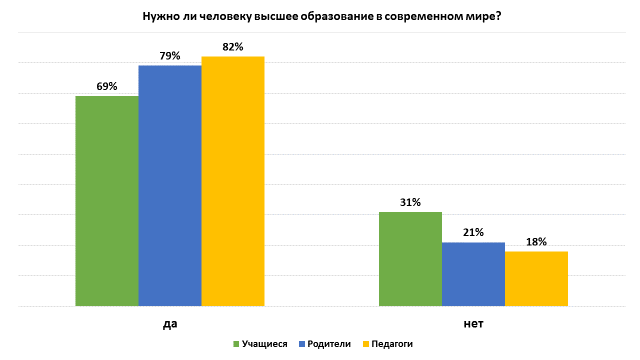 Нужно ли человеку высшее образование в современном мире?
69%
79%
82%
31%
21%
18%
да
нет
Учащиеся Родители Педагоги